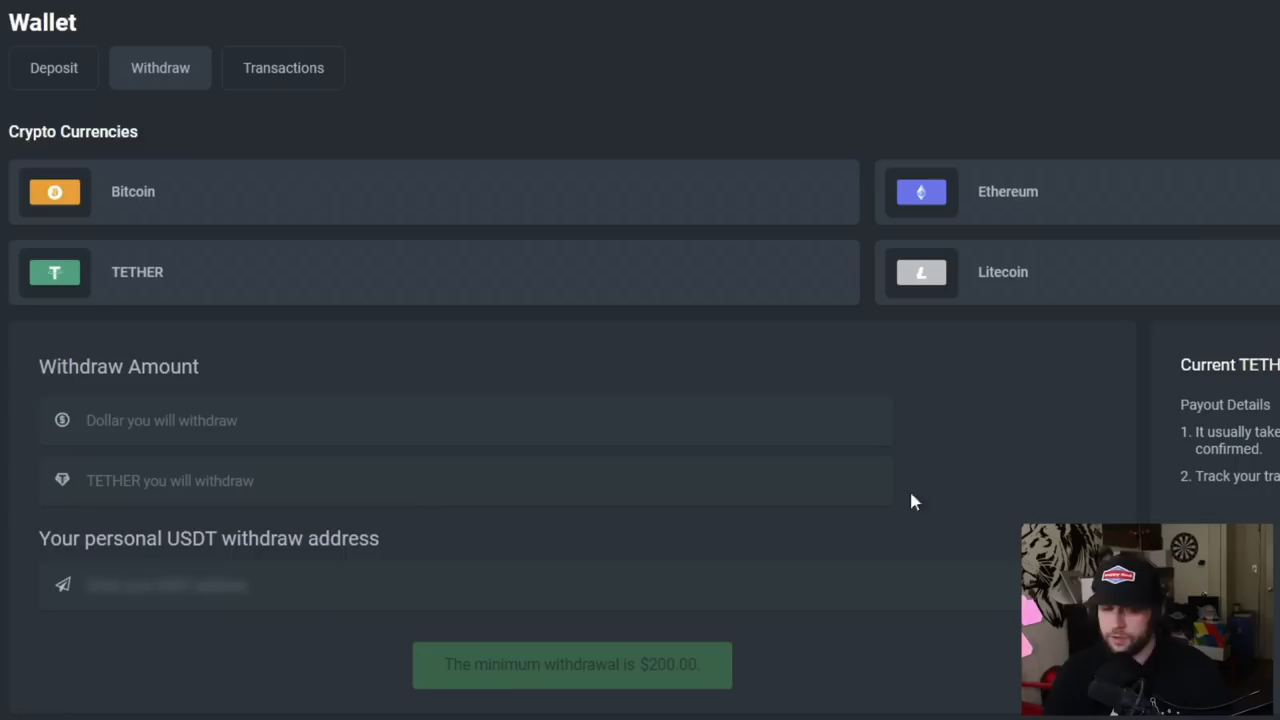 Wallet
Deposit
Withdraw
Transactions
Crypto Currencies
Bitcoin
Ethereum
TETHER
Litecoin
Withdraw Amount
Dollar you will withdraw
TETHER you will withdraw
Current TETH
Payout Details
1. It usually take
confirmed.
2. Track your tra
Your personal USDT withdraw address
The minimum withdrawal is $200.00.